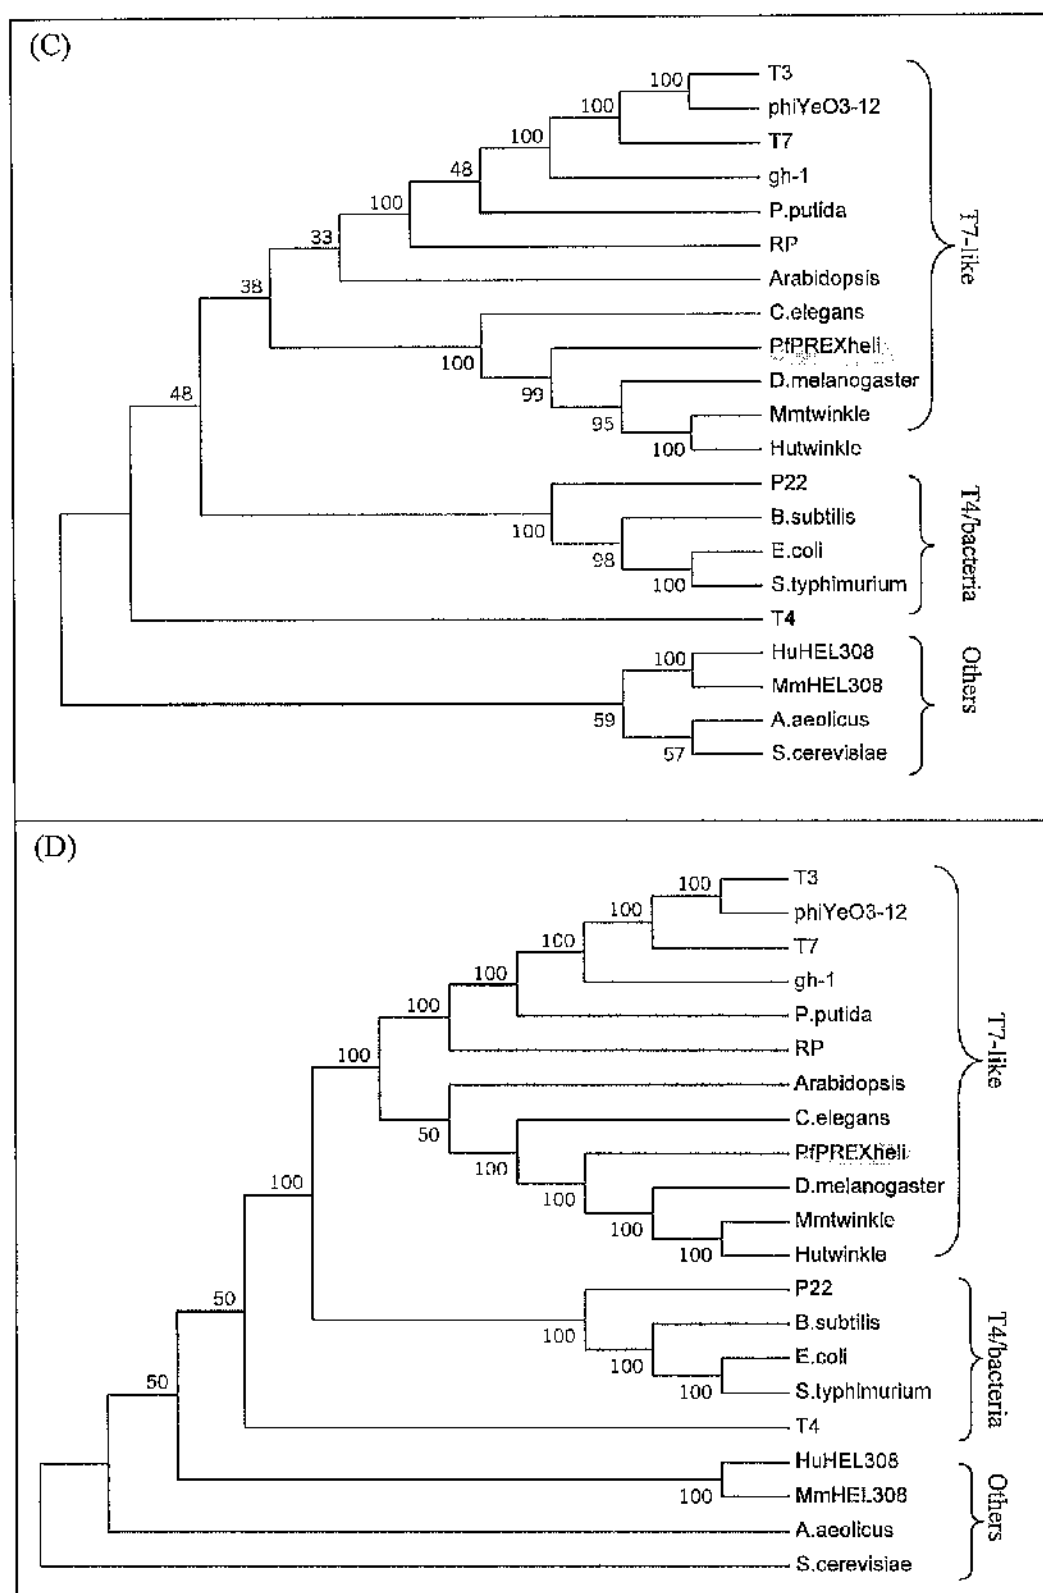 (C)
T3
100
phiYeO3-12
100
T7
100
gh-1
48
P.putida
100
RP
33
Arabidopsis
38
C.elegans
100
PfPREXheli
99
D.melanogaster
48
95
Mmtwinkle
100
Hutwinkle
T7-like
P22
100
B.subtilis
98
E.coli
100
S.typhimurium
T4
T4/bacteria
HuHEL308
100
MmHEL308
59
A.aeolicus
57
S.cerevisiae
Others
(D)
T3
100
phiYeO3-12
100
T7
100
gh-1
100
P.putida
100
RP
100
Arabidopsis
50
C.elegans
100
PfPREXheli
100
D.melanogaster
100
100
Mmtwinkle
100
Hutwinkle
T7-like
P22
50
100
B.subtilis
100
E.coli
50
100
S.typhimurium
T4
T4/bacteria
HuHEL308
100
MmHEL308
A.aeolicus
S.cerevisiae
Others